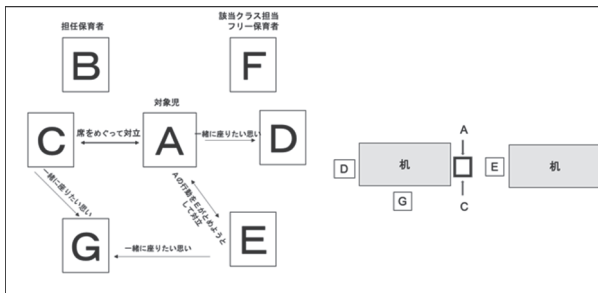 担任保育者
該当クラス担当
フリー保育者
B
F
対象児
C
席をめぐって対立
A
一緒に座りたい思い
D
一緒に座りたい思い
Aの行動をEがとめようと
して対立
G
一緒に座りたい思い
E
A
D
机
E
机
G
C